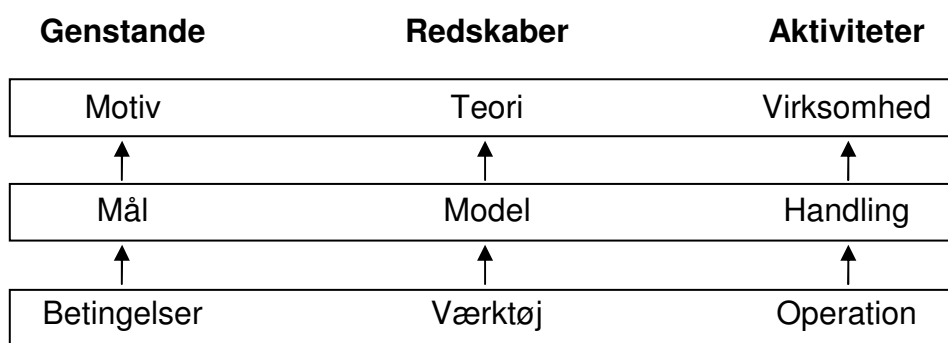 Genstande Redskaber Aktiviteter
Motiv Teori Virksomhed
Mål Model Handling
Betingelser Værktøj Operation